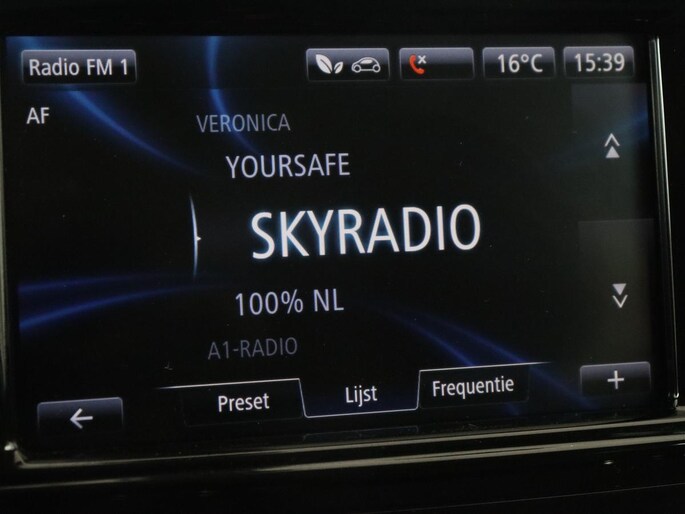 Radio FM 1
16°C
15:39
AF
VERONICA
YOURSAFE
SKYRADIO
100% NL
A1-RADIO
Preset
Lijst
Frequentie
+